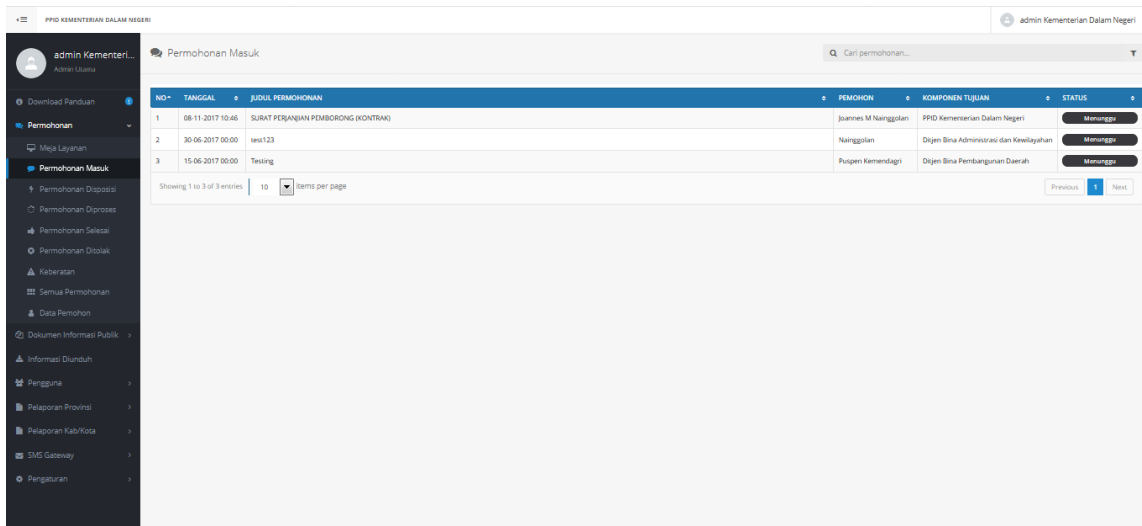 PPID KEMENTERIAN DALAM NEGERI
admin Kementerian Dalam Negeri
admin Kementeri...
Admin Utama
Permohonan Masuk
Cari permohonan...
Download Panduan
Permohonan
Meja Layanan
Permohonan Masuk
Permohonan Disposisi
Permohonan Diproses
Permohonan Selesai
Permohonan Ditolak
Keberatan
Semua Permohonan
Data Pemohon
Dokumen Informasi Publik
Informasi Diunduh
Pengguna
Pelaporan Provinsi
Pelaporan Kab/Kota
SMS Gateway
Pengaturan
NO TANGGAL JUDUL PERMOHONAN PEMOHON KOMPONEN TUJUAN STATUS
1 08-11-2017 10:46 SURAT PERJANJIAN PEMBORONG (KONTRAK) Joannes M Nainggolan PPID Kementerian Dalam Negeri Menunggu
2 30-06-2017 00:00 test123 Nainggolan Ditjen Bina Administrasi dan Kewilayahan Menunggu
3 15-06-2017 00:00 Testing Puspen Kemendagri Ditjen Bina Pembangunan Daerah Menunggu
Showing 1 to 3 of 3 entries 10 items per page Previous 1 Next